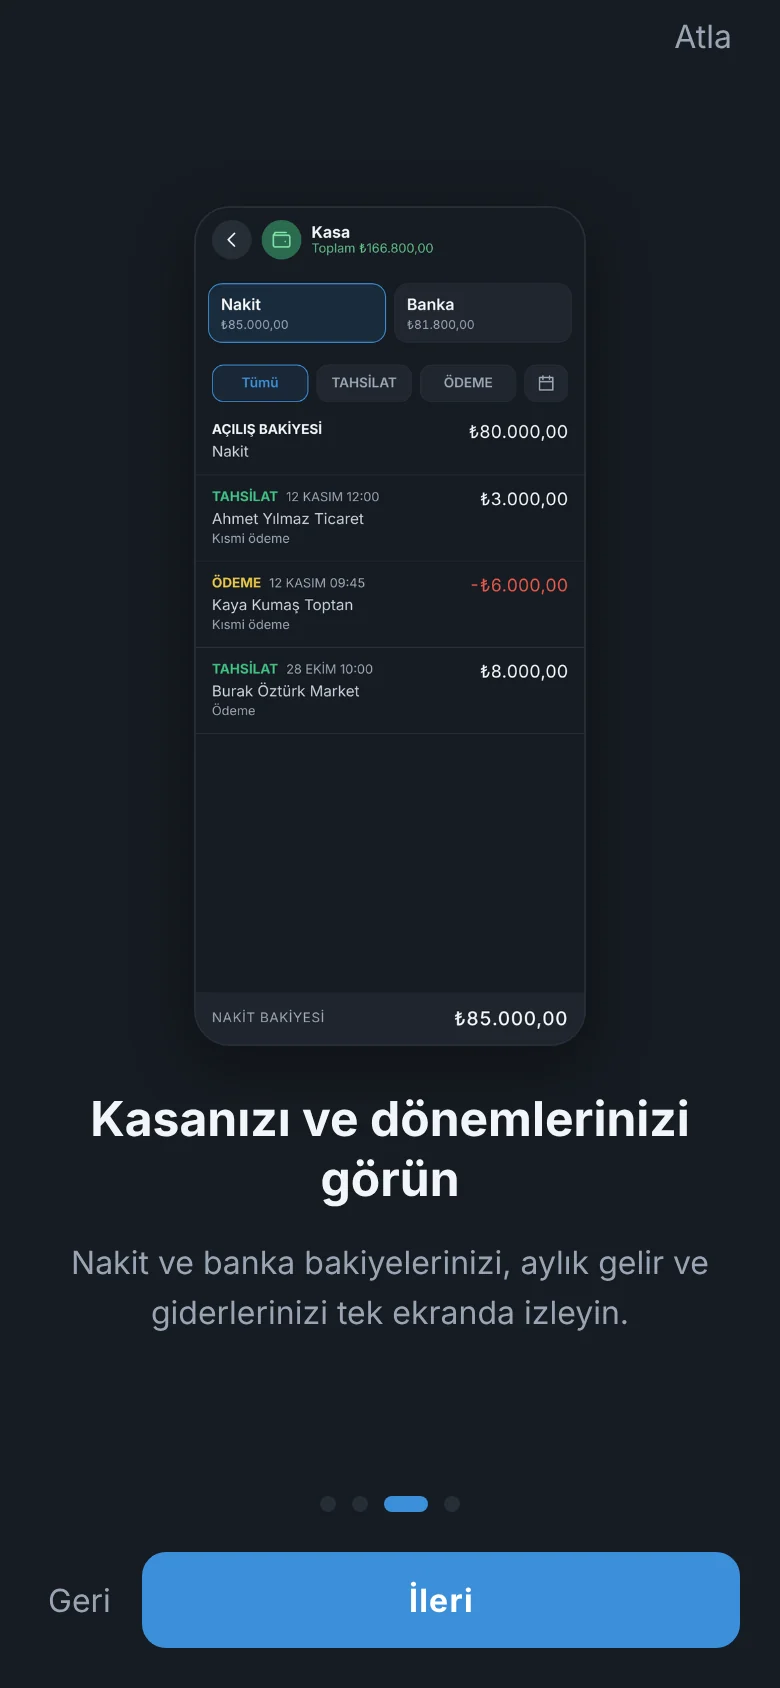 Atla
Kasa
Toplam ₺166.800,00
Nakit
₺85.000,00
Banka
₺81.800,00
Tümü
TAHSİLAT
ÖDEME
AÇILIŞ BAKİYESİ
₺80.000,00
Nakit
TAHSİLAT 12 KASIM 12:00
₺3.000,00
Ahmet Yılmaz Ticaret
Kısmi ödeme
ÖDEME 12 KASIM 09:45
-₺6.000,00
Kaya Kumaş Toptan
Kısmi ödeme
TAHSİLAT 28 EKİM 10:00
₺8.000,00
Burak Öztürk Market
Ödeme
NAKİT BAKİYESİ
₺85.000,00
Kasanızı ve dönemlerinizi
görün
Nakit ve banka bakiyelerinizi, aylık gelir ve
giderlerinizi tek ekranda izleyin.
Geri
İleri